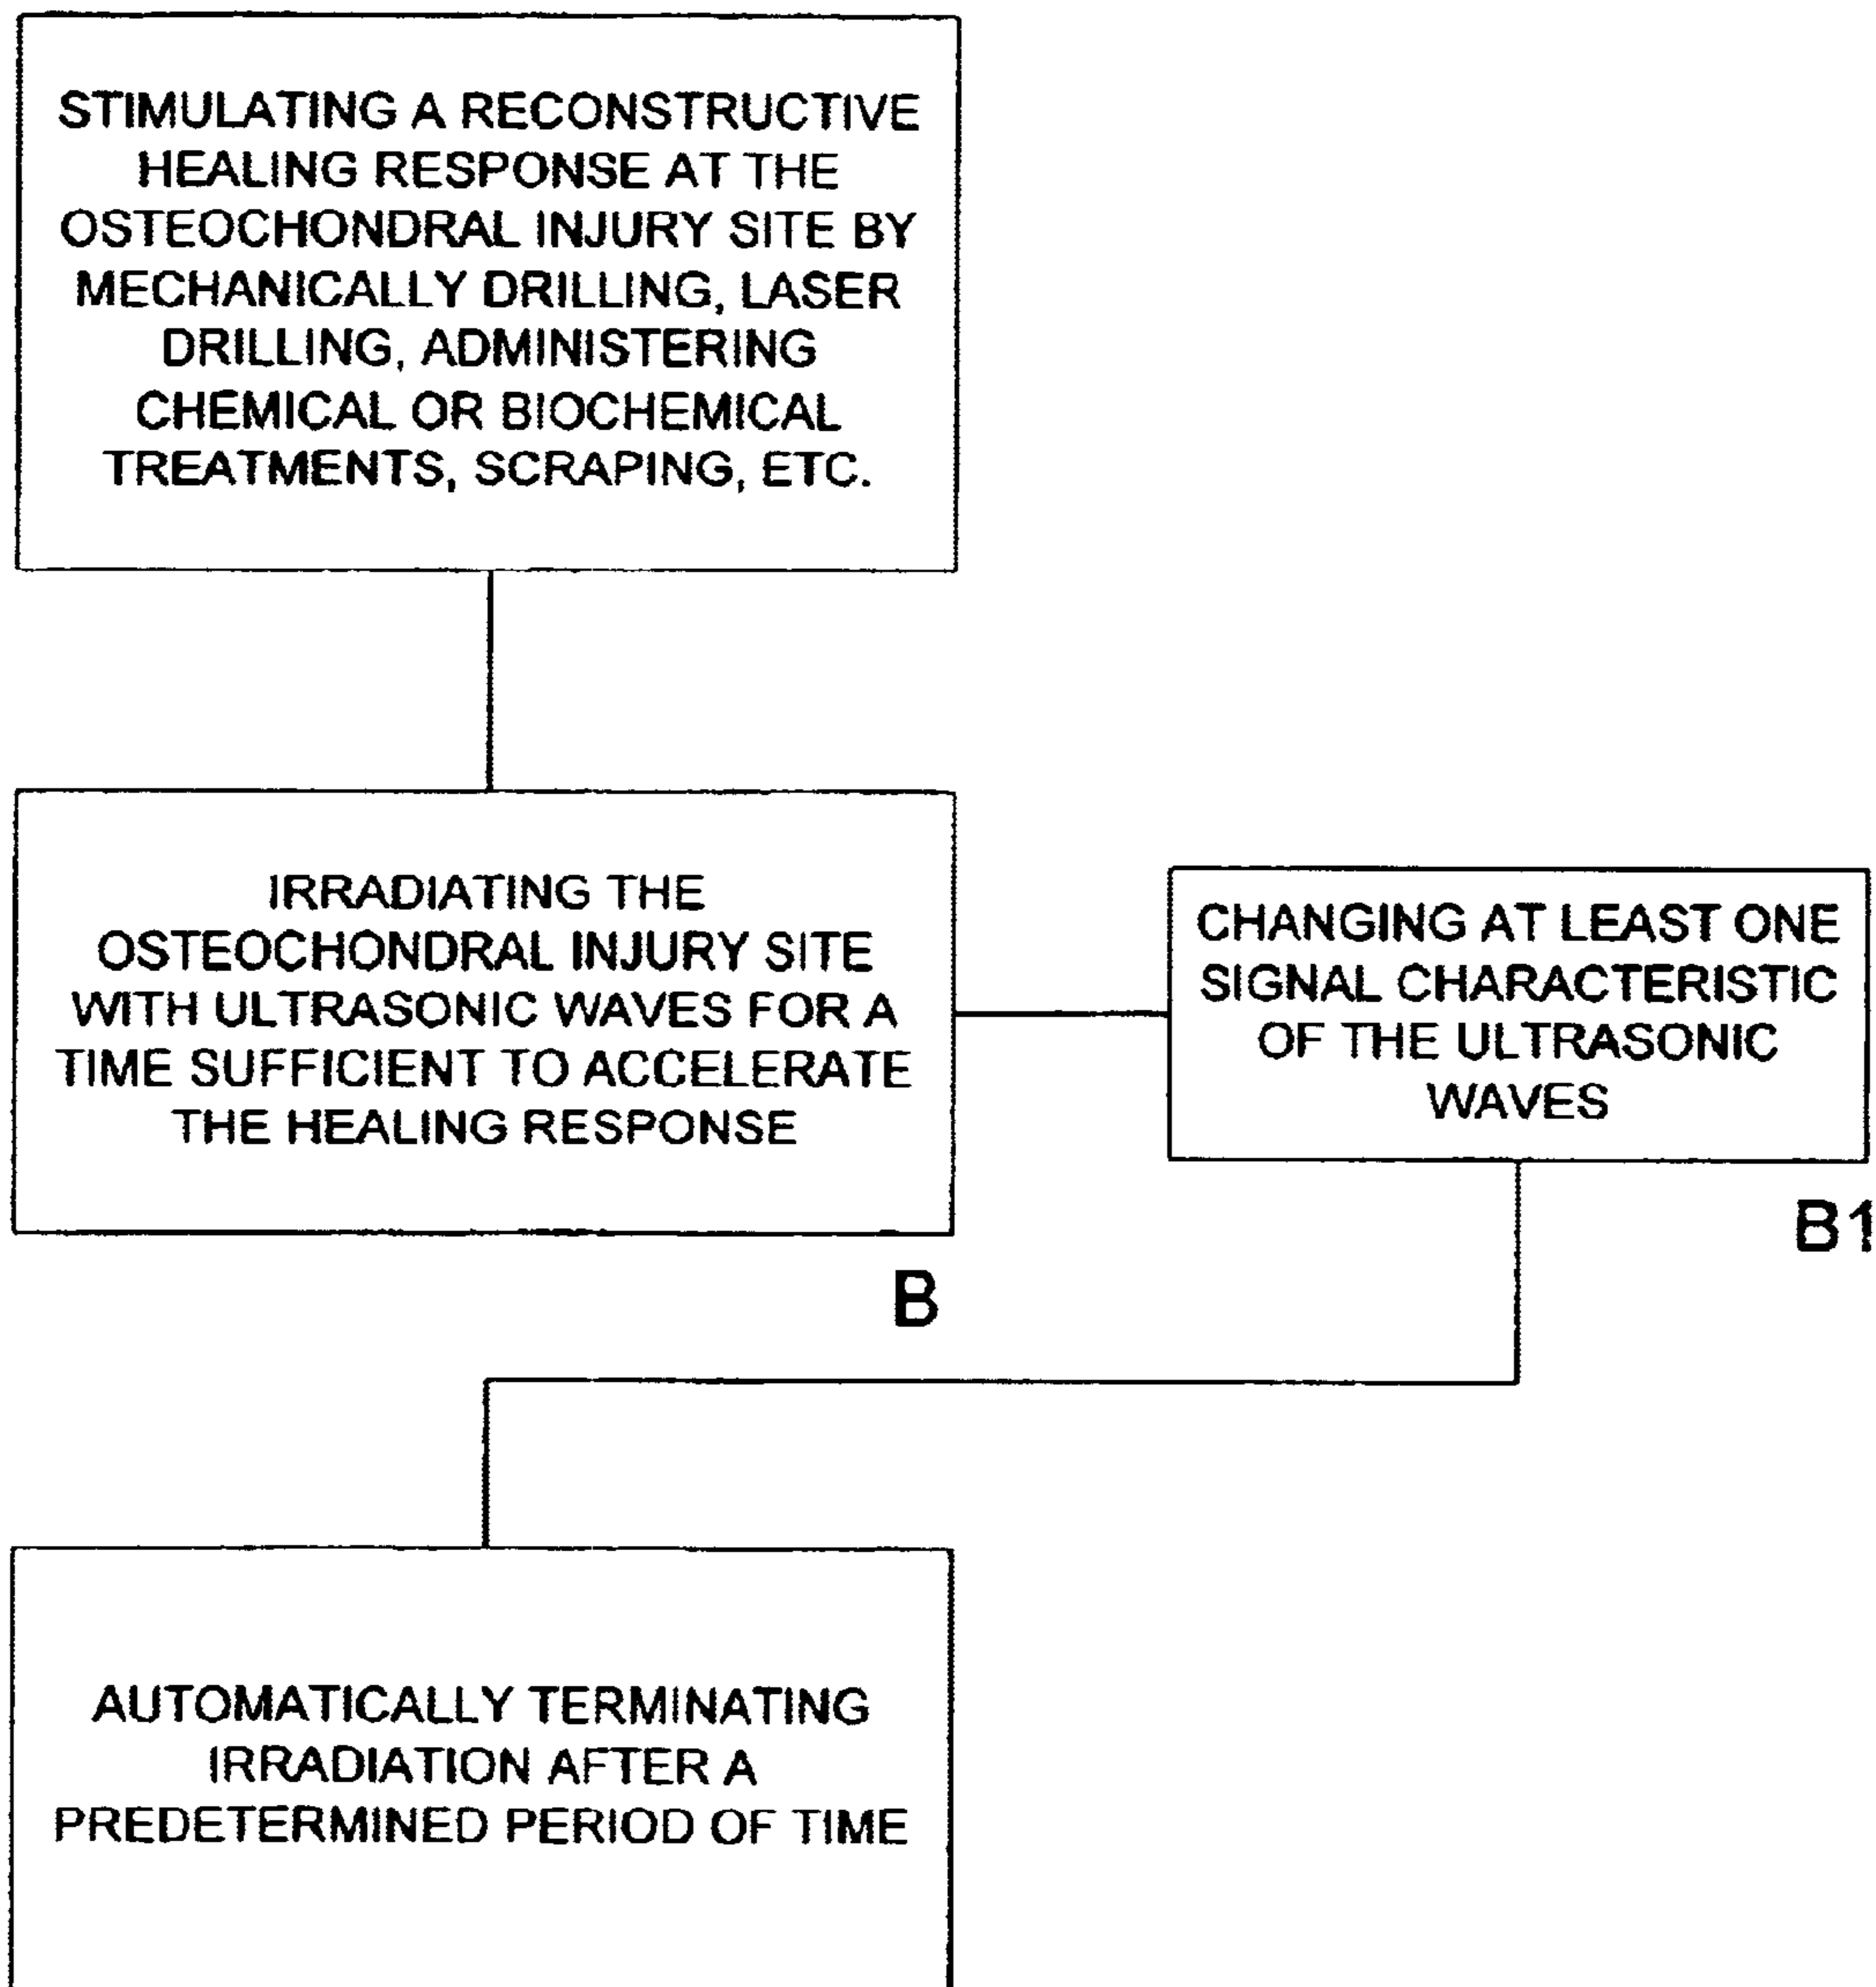 STIMULATING A RECONSTRUCTIVE
HEALING RESPONSE AT THE
OSTEOCHONDRAL INJURY SITE BY
MECHANICALLY DRILLING, LASER
DRILLING, ADMINISTERING
CHEMICAL OR BIOCHEMICAL
TREATMENTS, SCRAPING, ETC.
IRRADIATING THE
OSTEOCHONDRAL INJURY SITE
WITH ULTRASONIC WAVES FOR A
TIME SUFFICIENT TO ACCELERATE
THE HEALING RESPONSE
B
CHANGING AT LEAST ONE
SIGNAL CHARACTERISTIC
OF THE ULTRASONIC
WAVES
B1
AUTOMATICALLY TERMINATING
IRRADIATION AFTER A
PREDETERMINED PERIOD OF TIME